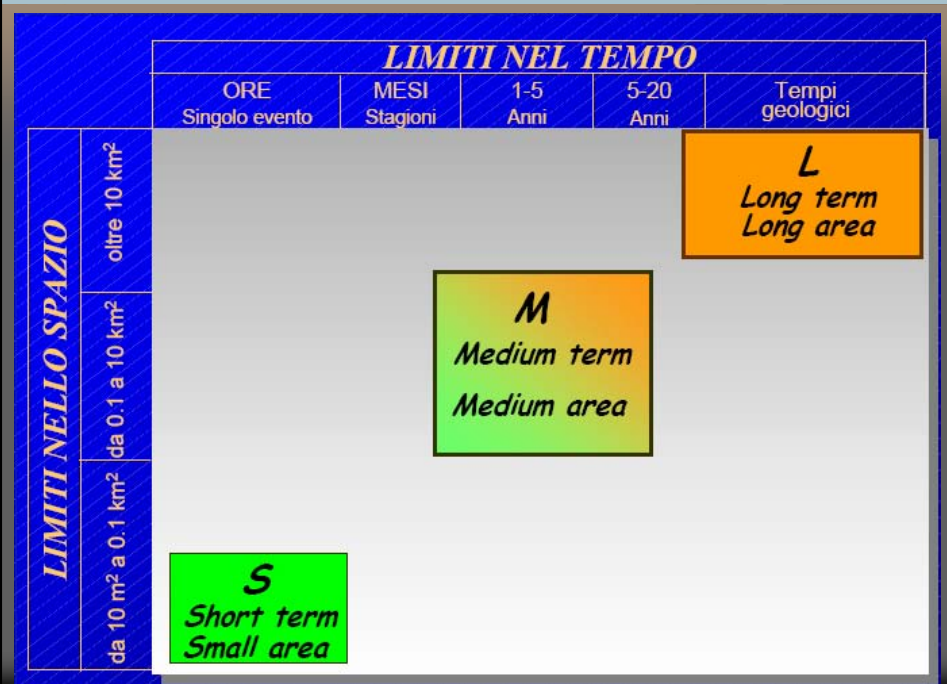 LIMITI NEL TEMPO
ORE
Singolo evento
MESI
Stagioni
1-5
Anni
5-20
Anni
Tempi
geologici
LIMITI NELLO SPAZIO
oltre 10 km²
da 0.1 a 10 km²
da 10 m² a 0.1 km²
L
Long term
Long area
M
Medium term
Medium area
S
Short term
Small area